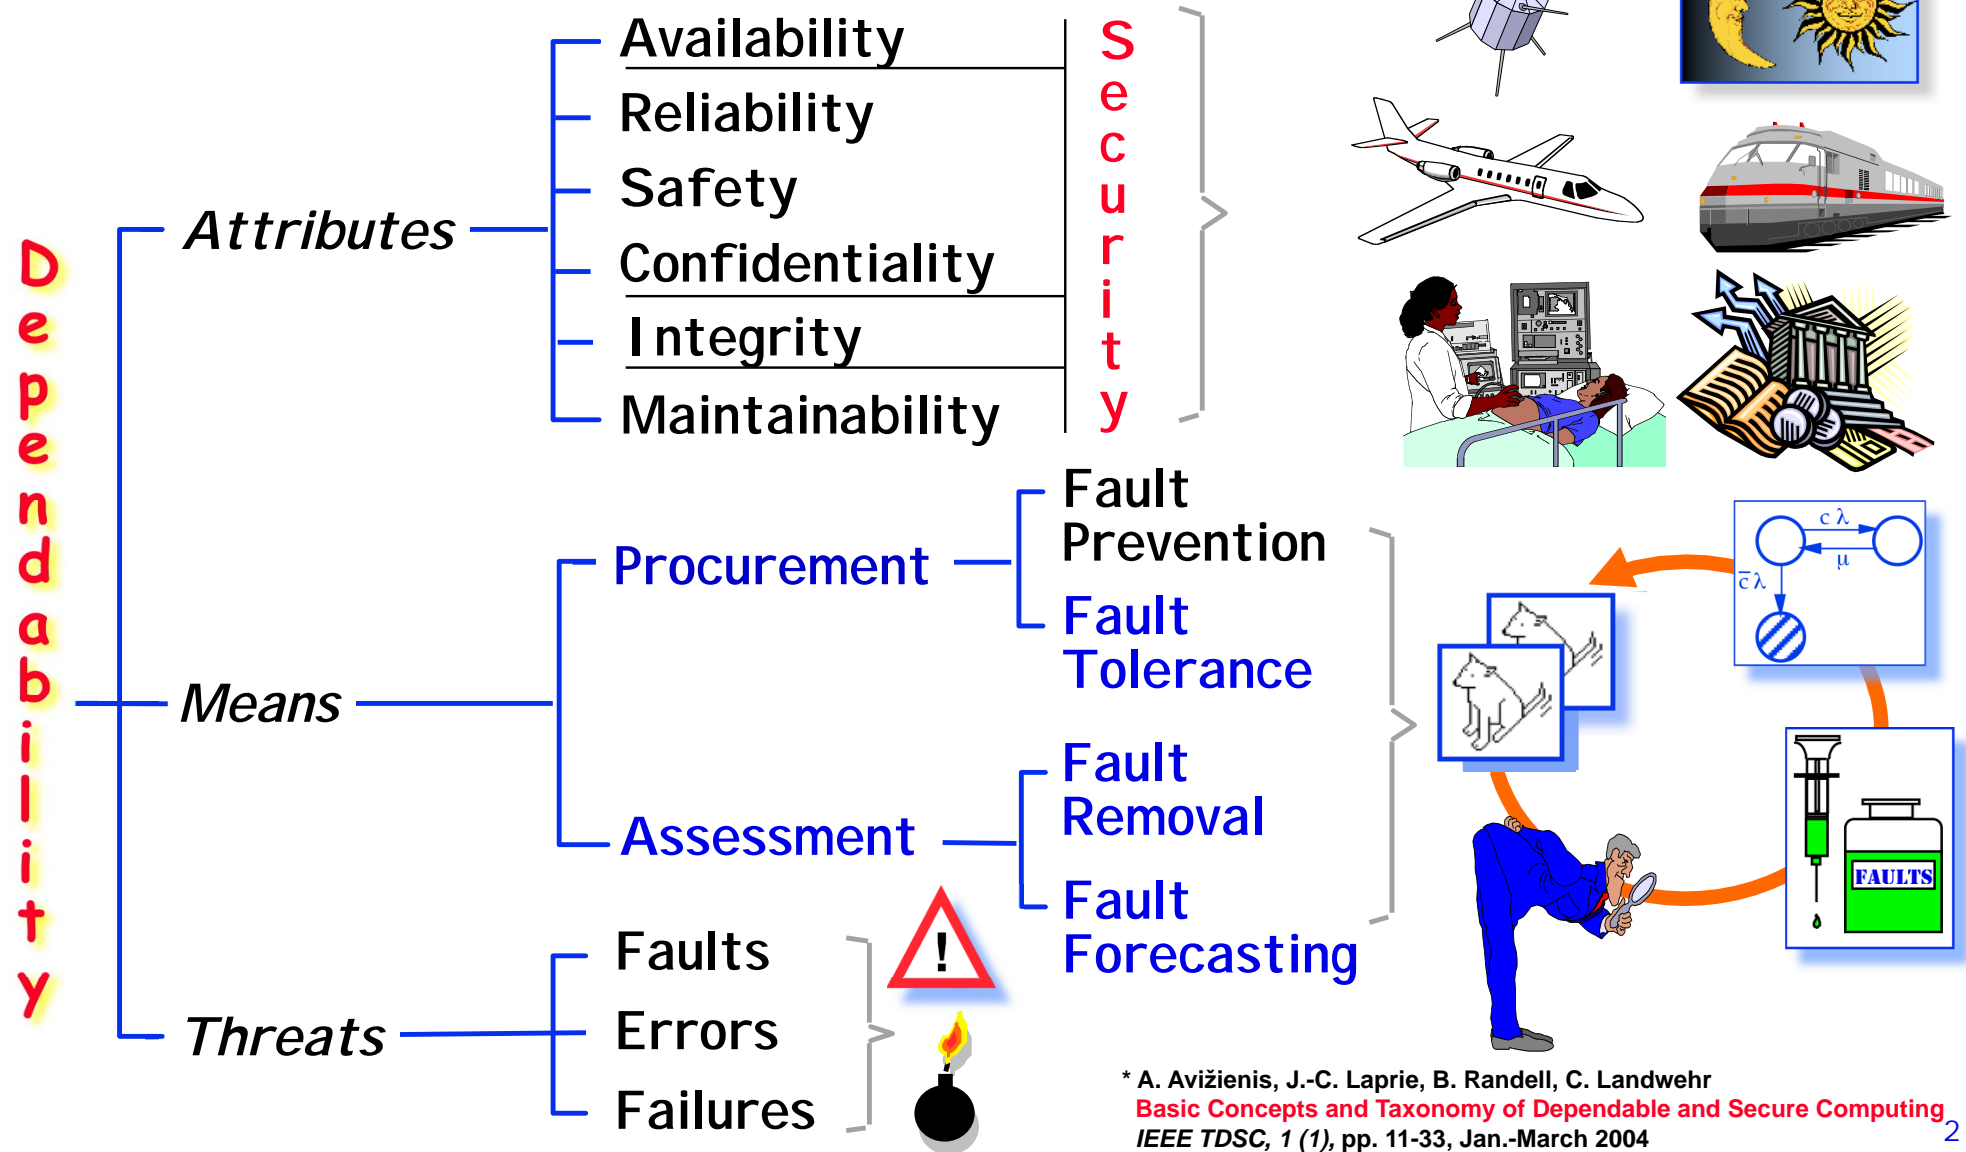 Dependability
Attributes
Availability
Reliability
Safety
Confidentiality
Integrity
Maintainability
Security
Means
Procurement
Fault
Prevention
Fault
Tolerance
Assessment
Fault
Removal
Fault
Forecasting
Threats
Faults
Errors
Failures
!
c λ
μ
c̅ λ
FAULTS
* A. Avižienis, J.-C. Laprie, B. Randell, C. Landwehr
Basic Concepts and Taxonomy of Dependable and Secure Computing
IEEE TDSC, 1 (1), pp. 11-33, Jan.-March 2004
2